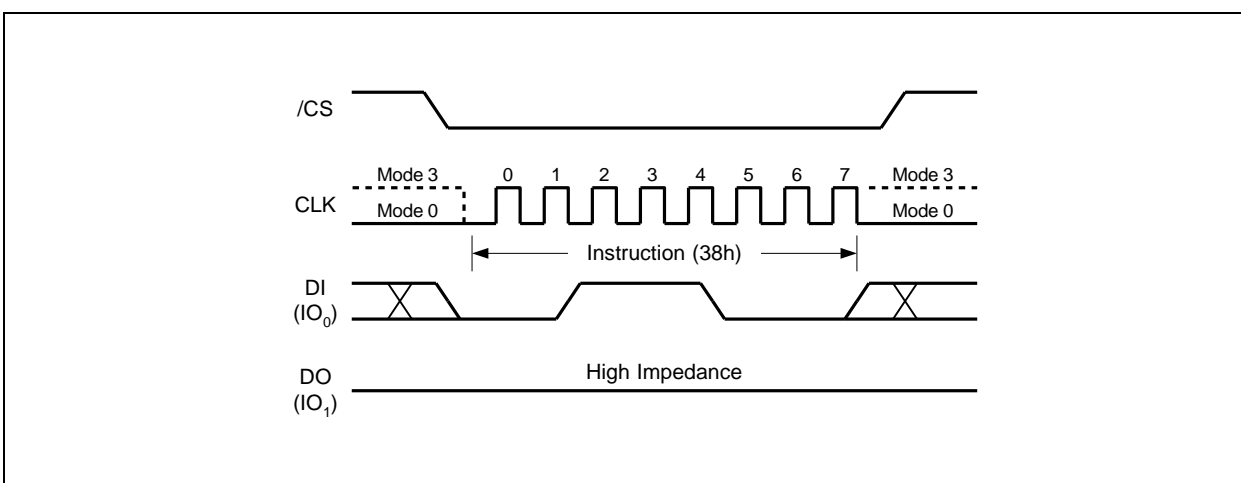 /CS
Mode 3 0 1 2 3 4 5 6 7 Mode 3
CLK
Mode 0 Mode 0
Instruction (38h)
DI
(IO₀)
High Impedance
DO
(IO₁)